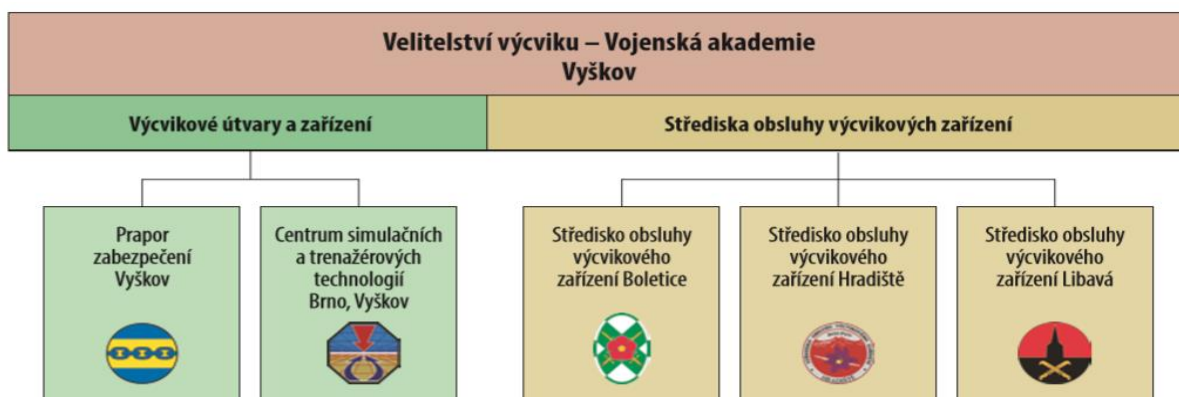 Velitelství výcviku – Vojenská akademie
Vyškov
Výcvikové útvary a zařízení
Střediska obsluhy výcvikových zařízení
Prapor
zabezpečení
Vyškov
Centrum simulačních
a trenažérových
technologií
Brno, Vyškov
Středisko obsluhy
výcvikového
zařízení Boletice
Středisko obsluhy
výcvikového
zařízení Hradiště
Středisko obsluhy
výcvikového
zařízení Libavá